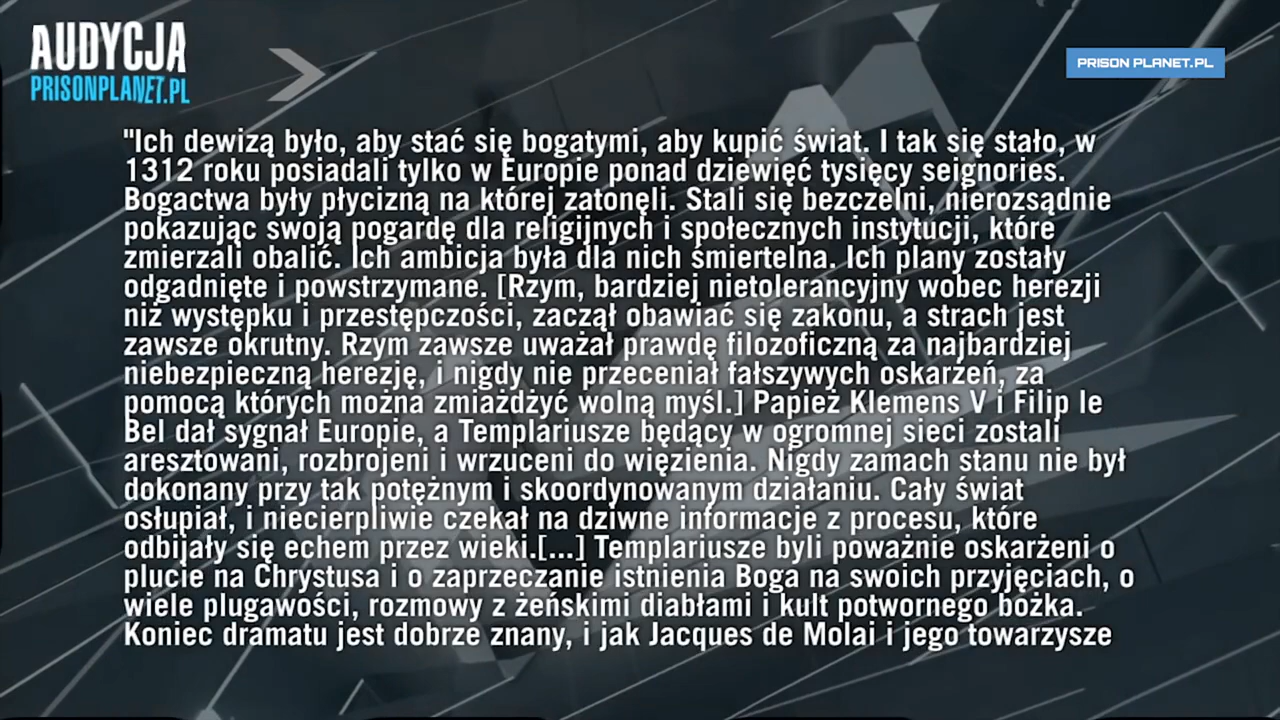 AUDYCJA
PRISONPLANET.PL
PRISON PLANET.PL
"Ich dewizą było, aby stać się bogatymi, aby kupić świat. I tak się stało, w
1312 roku posiadali tylko w Europie ponad dziewięć tysięcy seignories.
Bogactwa były płycizną na której zatonęli. Stali się bezczelni, nierozsądnie
pokazując swoją pogardę dla religijnych i społecznych instytucji, które
zmierzali obalić. Ich ambicja była dla nich śmiertelna. Ich plany zostały
odgadnięte i powstrzymane. [Rzym, bardziej nietolerancyjny wobec herezji
niż występku i przestępczości, zaczął obawiać się zakonu, a strach jest
zawsze okrutny. Rzym zawsze uważał prawdę filozoficzną za najbardziej
niebezpieczną herezję, i nigdy nie przeceniał fałszywych oskarżeń, za
pomocą których można zmiażdżyć wolną myśl.] Papież Klemens V i Filip le
Bel dał sygnał Europie, a Templariusze będący w ogromnej sieci zostali
aresztowani, rozbrojeni i wrzuceni do więzienia. Nigdy zamach stanu nie był
dokonany przy tak potężnym i skoordynowanym działaniu. Cały świat
osłupiał, i niecierpliwie czekał na dziwne informacje z procesu, które
odbijały się echem przez wieki.[...] Templariusze byli poważnie oskarżeni o
plucie na Chrystusa i o zaprzeczanie istnienia Boga na swoich przyjęciach, o
wiele plugawości, rozmowy z żeńskimi diabłami i kult potwornego bożka.
Koniec dramatu jest dobrze znany, i jak Jacques de Molai i jego towarzysze